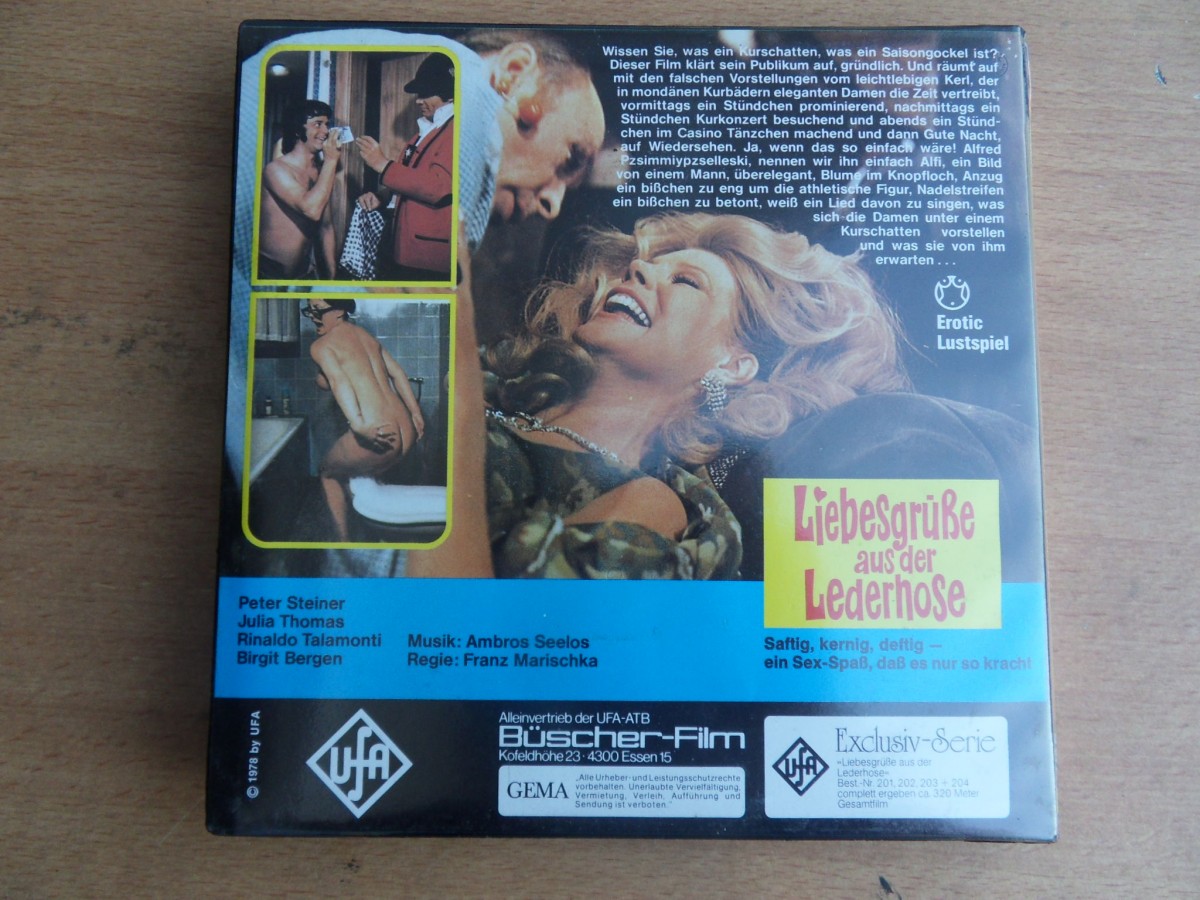 Wissen Sie, was ein Kurschatten, was ein Saisongockel ist?
Dieser Film klärt sein Publikum auf, gründlich. Und räumt auf
mit den falschen Vorstellungen vom leichtlebigen Kerl, der
in mondänen Kurbädern eleganten Damen die Zeit vertreibt,
vormittags ein Stündchen prominierend, nachmittags ein
Stündchen Kurkonzert besuchend und abends ein Stünd-
chen im Casino Tänzchen machend und dann Gute Nacht,
auf Wiedersehen. Ja, wenn das so einfach wäre! Alfred
Pzsimmiypzselleski, nennen wir ihn einfach Alfi, ein Bild
von einem Mann, überelegant, Blume im Knopfloch, Anzug
ein bißchen zu eng um die athletische Figur, Nadelstreifen
ein bißchen zu betont, weiß ein Lied davon zu singen, was
sich die Damen unter einem
Kurschatten vorstellen
und was sie von ihm
erwarten . . .
Erotic
Lustspiel
Liebesgrüße
aus der
Lederhose
Saftig, kernig, deftig –
ein Sex-Spaß, daß es nur so kracht
Peter Steiner
Julia Thomas
Rinaldo Talamonti
Birgit Bergen
Musik: Ambros Seelos
Regie: Franz Marischka
© 1978 by UFA
UFA
Alleinvertrieb der UFA-ATB
Büscher-Film
Kofeldhöhe 23 · 4300 Essen 15
GEMA
„Alle Urheber- und Leistungsschutzrechte
vorbehalten. Unerlaubte Vervielfältigung,
Vermietung, Verleih, Aufführung und
Sendung ist verboten."
UFA
Exclusiv-Serie
»Liebesgrüße aus der
Lederhose«
Best.-Nr. 201, 202, 203 + 204
complett ergeben ca. 320 Meter
Gesamtfilm